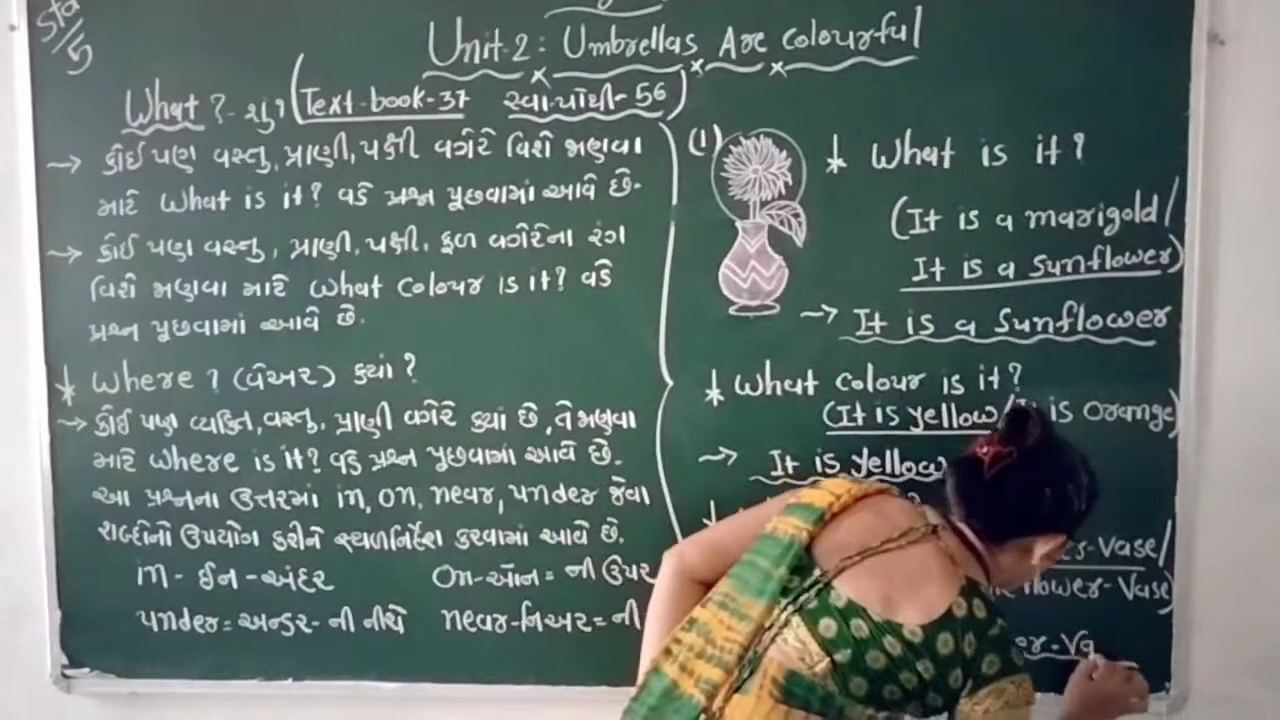 Std/5
Unit 2 : Umbrellas Are Colourful
What ? - શું ? (Text-book-37 સ્વા.પોથી-56)
→ કોઈ પણ વસ્તુ, પ્રાણી, પક્ષી વગેરે વિશે જાણવા
માટે What is it? વડે પ્રશ્ન પૂછવામાં આવે છે.
→ કોઈ પણ વસ્તુ, પ્રાણી, પક્ષી, ફળ વગેરેના રંગ
વિશે જાણવા માટે What Colour is it? વડે
પ્રશ્ન પૂછવામાં આવે છે.
* Where ? (વેઅર) ક્યાં ?
→ કોઈ પણ વ્યક્તિ, વસ્તુ, પ્રાણી વગેરે ક્યાં છે, તે જાણવા
માટે Where is it? વડે પ્રશ્ન પૂછવામાં આવે છે.
આ પ્રશ્નના ઉત્તરમાં in, on, near, under જેવા
શબ્દોનો ઉપયોગ કરીને સ્થળનિર્દેશ કરવામાં આવે છે.
in - ઈન - અંદર on - ઑન = ની ઉપર
under = અન્ડર - ની નીચે near - નિઅર = ની
(1) * What is it?
(It is a marigold /
It is a Sunflower)
→ It is a Sunflower
* What Colour is it?
(It is yellow / is Orange)
→ It is yellow
?
-Vase /
flower-Vase)
er-Va